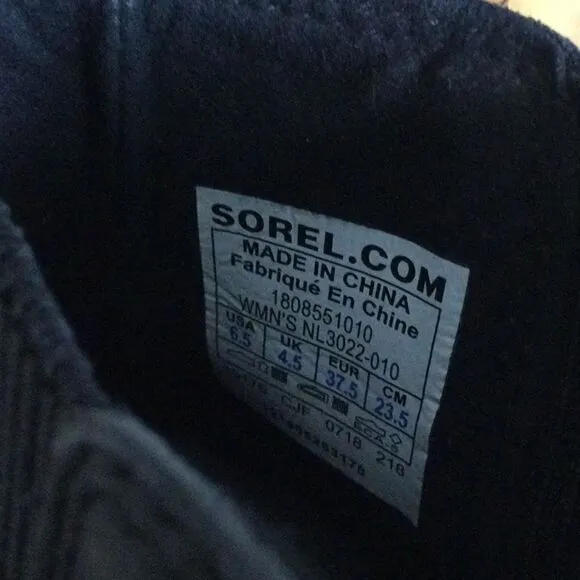 SOREL.COM
MADE IN CHINA
Fabriqué En Chine
1808551010
WMN'S NL3022-010
USA UK EUR CM
6.5 4.5 37.5 23.5
CJF 0718 218